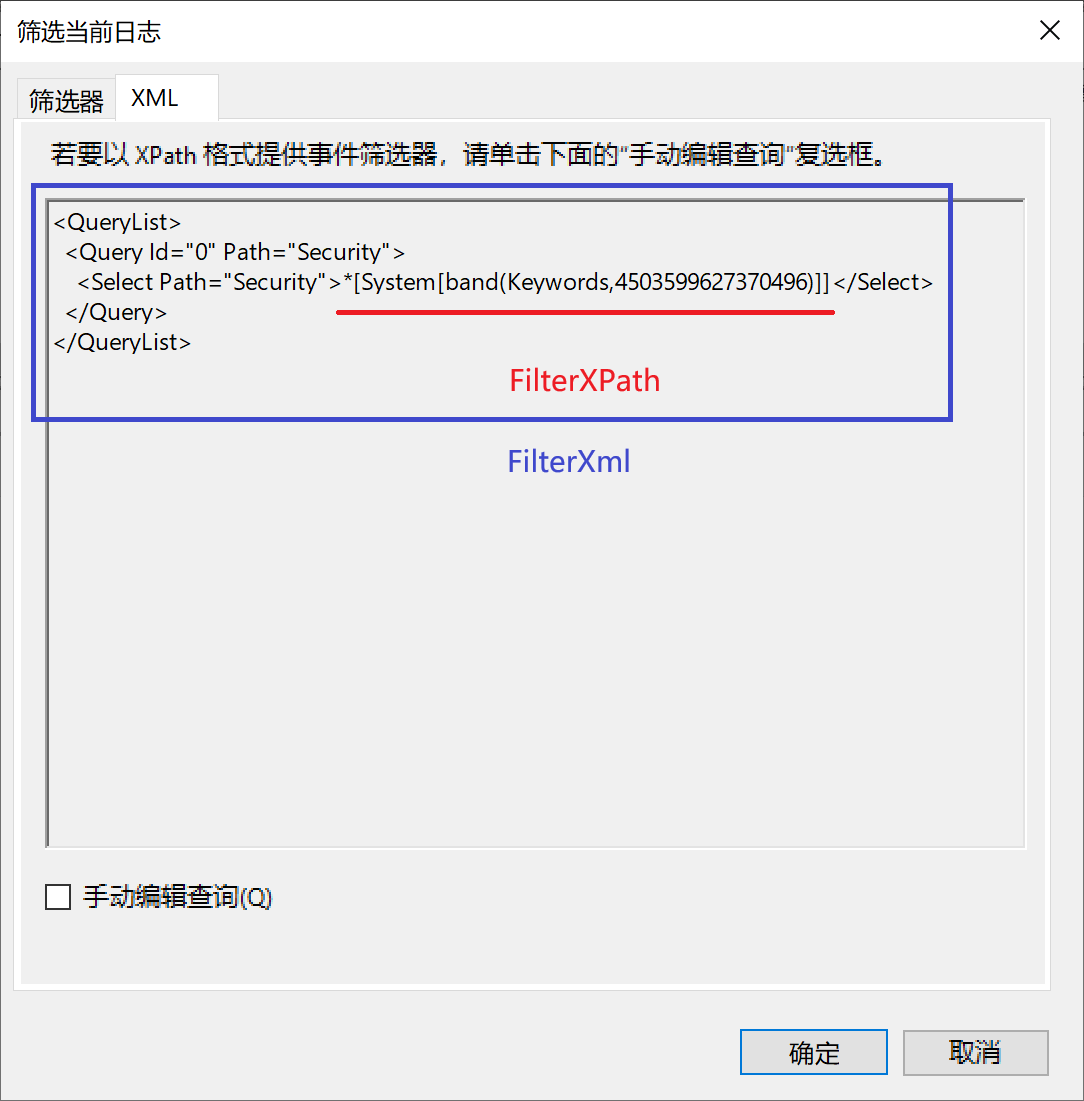 筛选当前日志
筛选器
XML
若要以 XPath 格式提供事件筛选器，请单击下面的"手动编辑查询"复选框。
<QueryList>
<Query Id="0" Path="Security">
<Select Path="Security">*[System[band(Keywords,4503599627370496)]]</Select>
</Query>
</QueryList>
FilterXPath
FilterXml
手动编辑查询(Q)
确定
取消